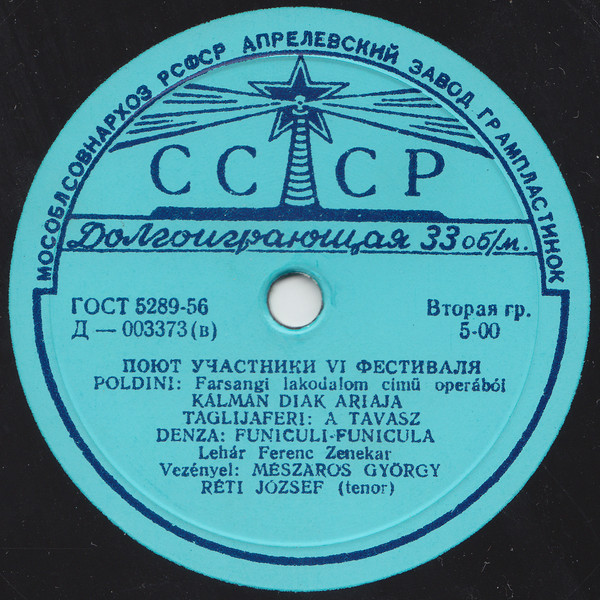 МОСОБЛСОВНАРХОЗ РСФСР АПРЕЛЕВСКИЙ ЗАВОД ГРАМПЛАСТИНОК
СССР
Долгоиграющая 33 об/м.
ГОСТ 5289-56
Д — 003373 (в)
Вторая гр.
5-00
ПОЮТ УЧАСТНИКИ VI ФЕСТИВАЛЯ
POLDINI: Farsangi lakodalom cimü operából
KALMAN DIAK ARIAJA
TAGLIJAFERI: A TAVASZ
DENZA: FUNICULI-FUNICULA
Lehár Ferenc Zenekar
Vezényel: MÉSZAROS GYÖRGY
RÉTI JÓZSEF (tenor)